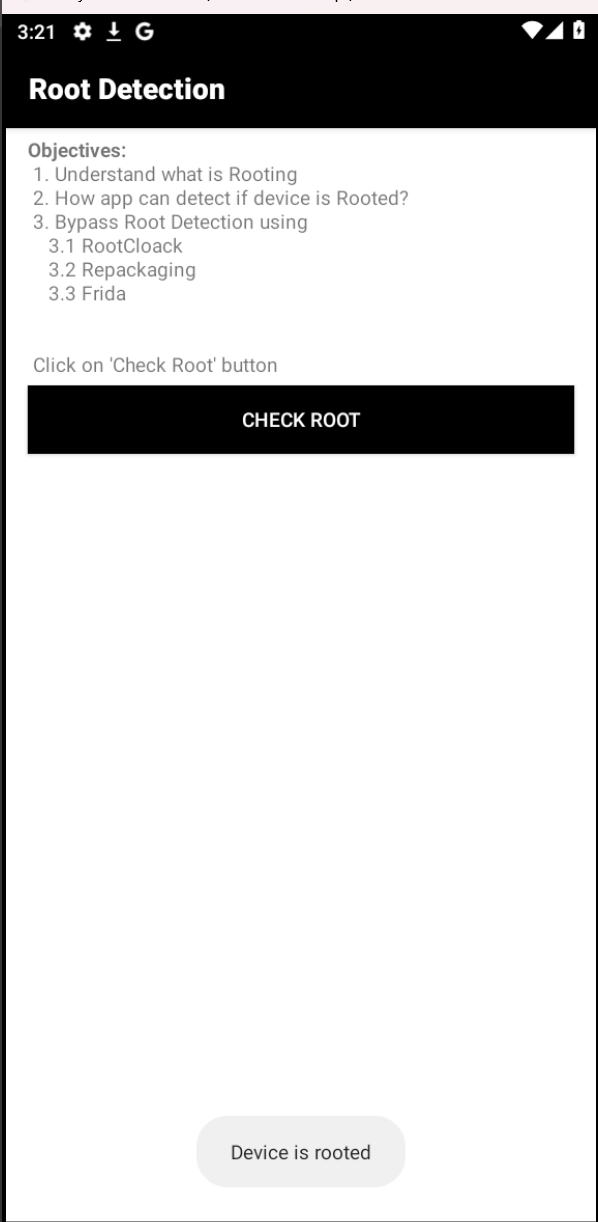 3:21
Root Detection
Objectives:
1. Understand what is Rooting
2. How app can detect if device is Rooted?
3. Bypass Root Detection using
3.1 RootCloack
3.2 Repackaging
3.3 Frida
Click on 'Check Root' button
CHECK ROOT
Device is rooted